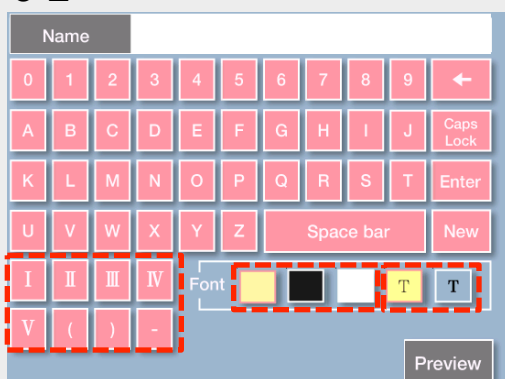 Name
0 1 2 3 4 5 6 7 8 9 ←
A B C D E F G H I J Caps Lock
K L M N O P Q R S T Enter
U V W X Y Z Space bar New
Ⅰ Ⅱ Ⅲ Ⅳ Font T T
Ⅴ ( ) -
Preview